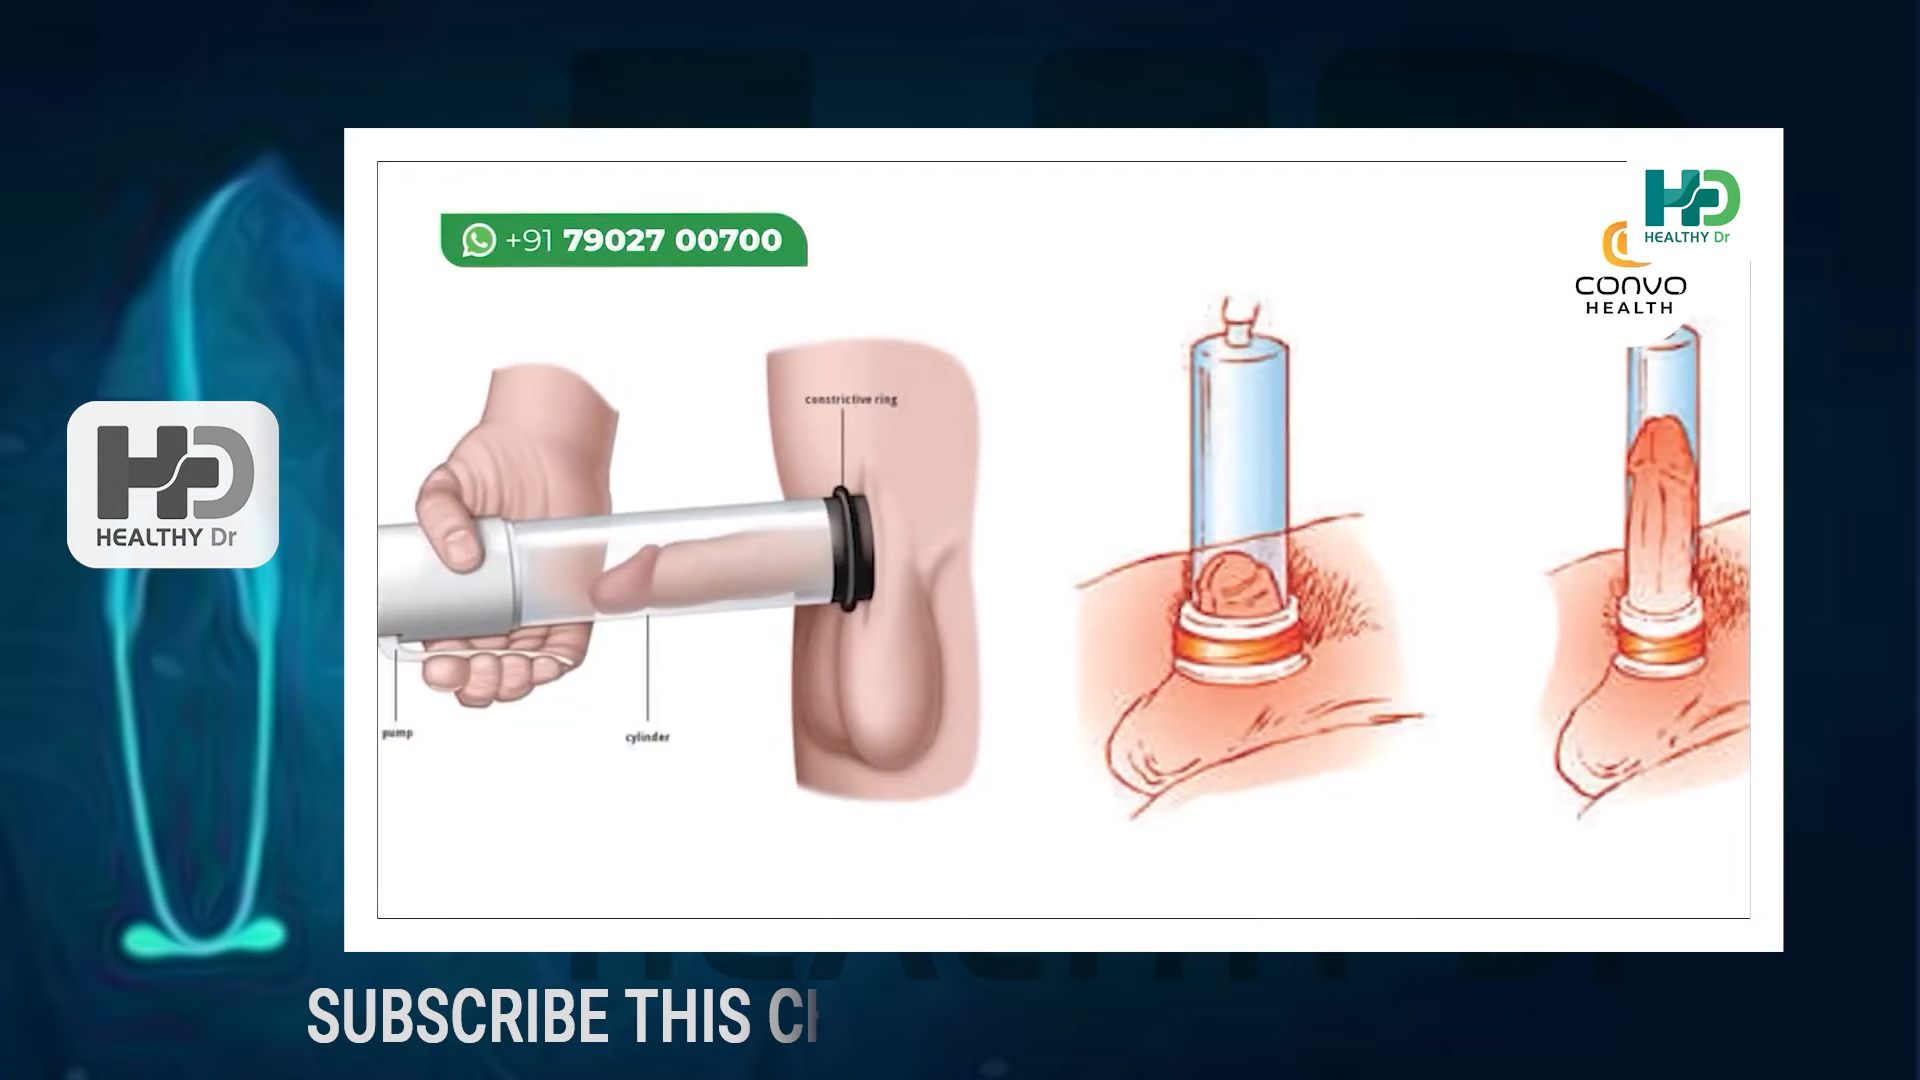 +91 79027 00700
HEALTHY Dr
CONVO
HEALTH
constrictive ring
HEALTHY Dr
pump
cylinder
SUBSCRIBE THIS CH